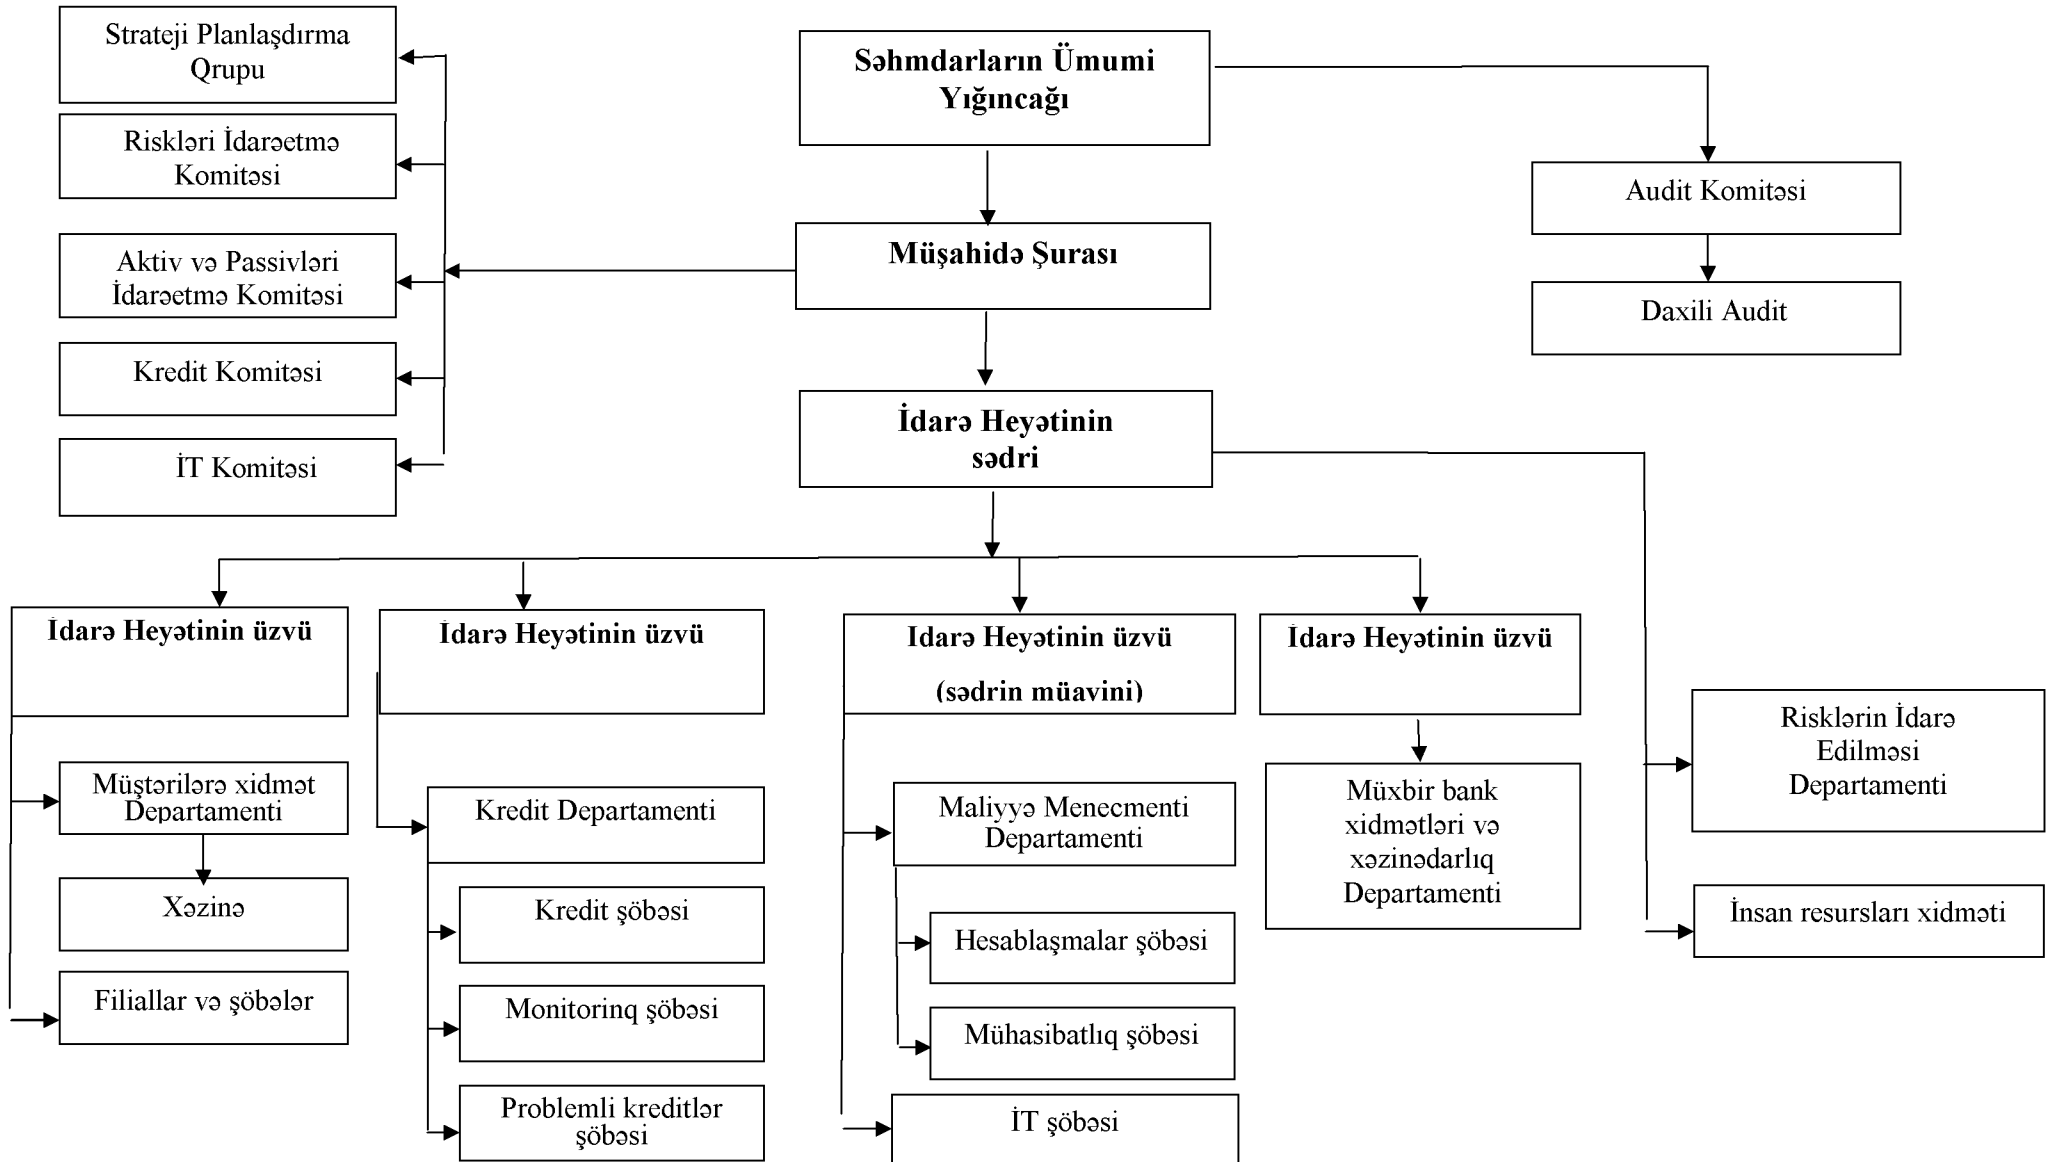 Strateji Planlaşdırma
Qrupu
Riskləri İdarəetmə
Komitəsi
Aktiv və Passivləri
İdarəetmə Komitəsi
Kredit Komitəsi
İT Komitəsi
Səhmdarların Ümumi
Yığıncağı
Müşahidə Şurası
İdarə Heyətinin
sədri
Audit Komitəsi
Daxili Audit
İdarə Heyətinin üzvü
Müştərilərə xidmət
Departamenti
Xəzinə
Filiallar və şöbələr
İdarə Heyətinin üzvü
Kredit Departamenti
Kredit şöbəsi
Monitorinq şöbəsi
Problemli kreditlər
şöbəsi
Idarə Heyətinin üzvü
(sədrin müavini)
Maliyyə Menecmenti
Departamenti
Hesablaşmalar şöbəsi
Mühasibatlıq şöbəsi
İT şöbəsi
İdarə Heyətinin üzvü
Müxbir bank
xidmətləri və
xəzinədarlıq
Departamenti
Risklərin İdarə
Edilməsi
Departamenti
İnsan resursları xidməti